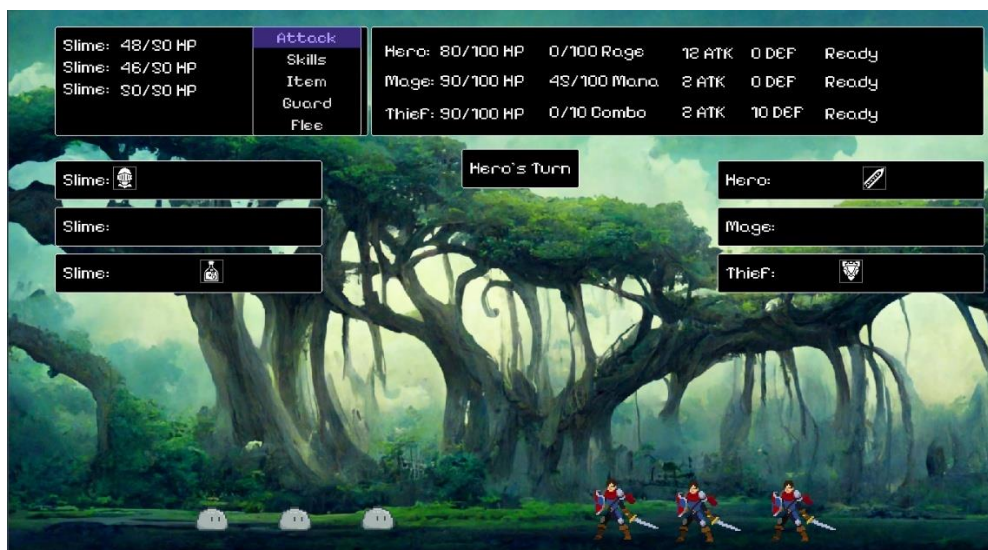 Slime: 48/50 HP
Slime: 46/50 HP
Slime: 50/50 HP
Attack
Skills
Item
Guard
Flee
Hero: 80/100 HP 0/100 Rage 12 ATK 0 DEF Ready
Mage: 90/100 HP 45/100 Mana 2 ATK 0 DEF Ready
Thief: 90/100 HP 0/10 Combo 2 ATK 10 DEF Ready
Hero's Turn
Slime:
Slime:
Slime:
Hero:
Mage:
Thief: